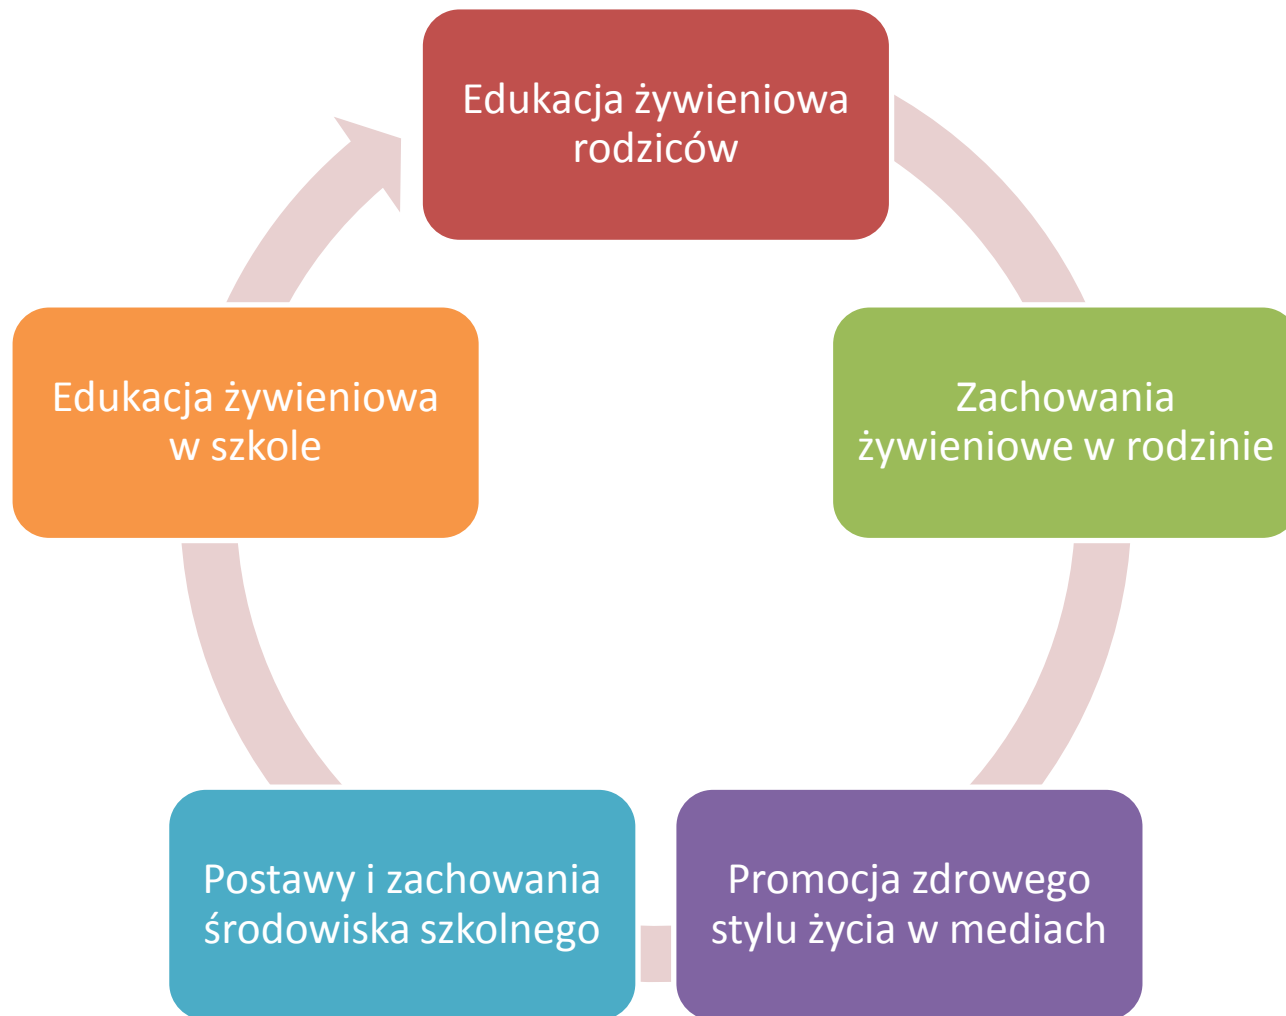 Edukacja żywieniowa
rodziców
Zachowania
żywieniowe w rodzinie
Promocja zdrowego
stylu życia w mediach
Postawy i zachowania
środowiska szkolnego
Edukacja żywieniowa
w szkole